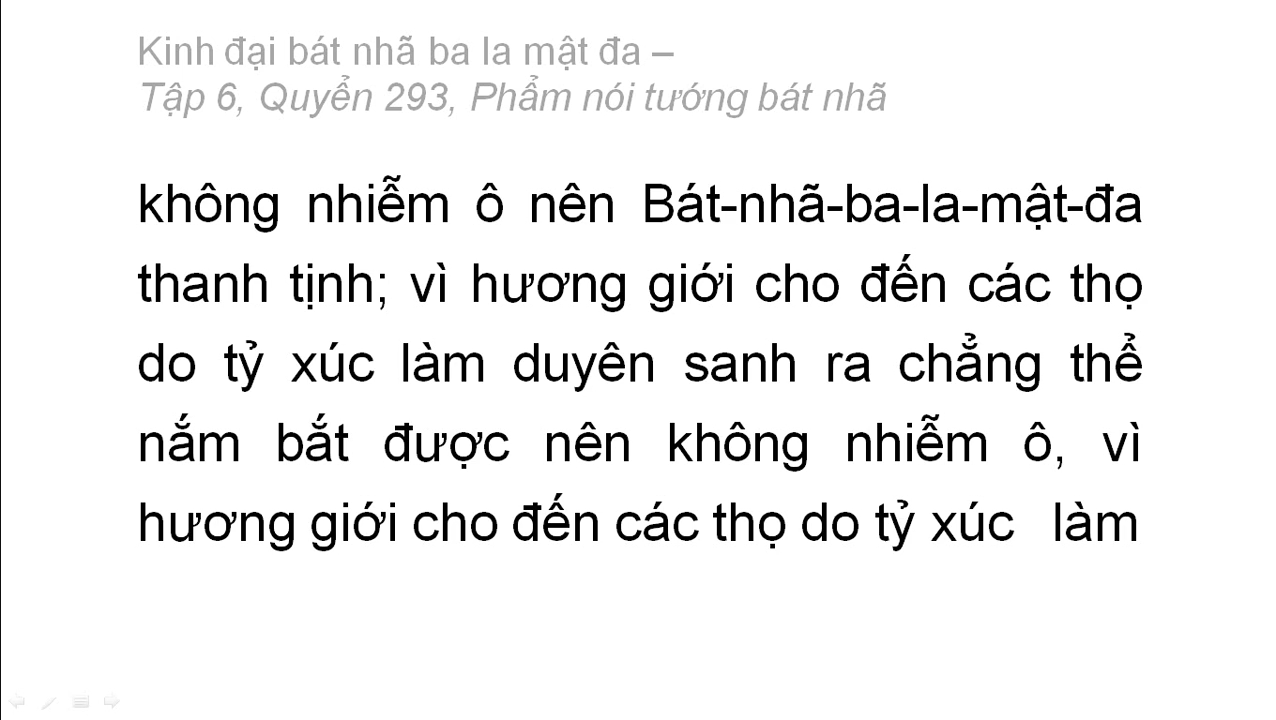 Kinh đại bát nhã ba la mật đa –
Tập 6, Quyển 293, Phẩm nói tướng bát nhã
không nhiễm ô nên Bát-nhã-ba-la-mật-đa
thanh tịnh; vì hương giới cho đến các thọ
do tỷ xúc làm duyên sanh ra chẳng thể
nắm bắt được nên không nhiễm ô, vì
hương giới cho đến các thọ do tỷ xúc làm